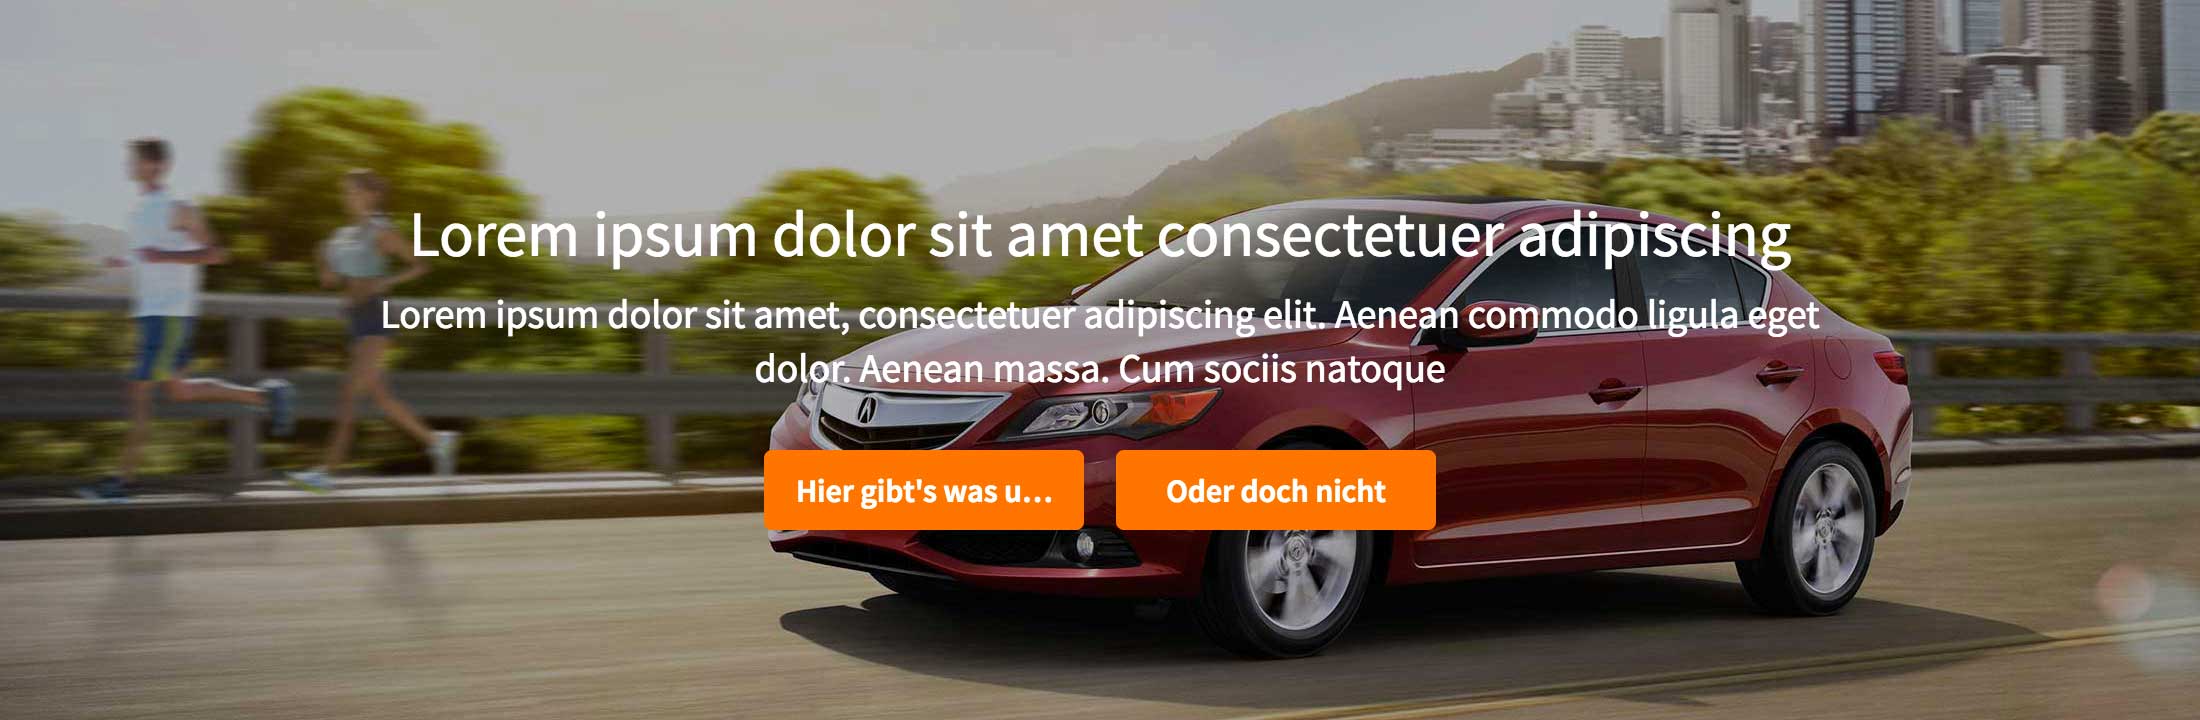 Lorem ipsum dolor sit amet consectetuer adipiscing
Lorem ipsum dolor sit amet, consectetuer adipiscing elit. Aenean commodo ligula eget
dolor. Aenean massa. Cum sociis natoque
Hier gibt's was u…
Oder doch nicht